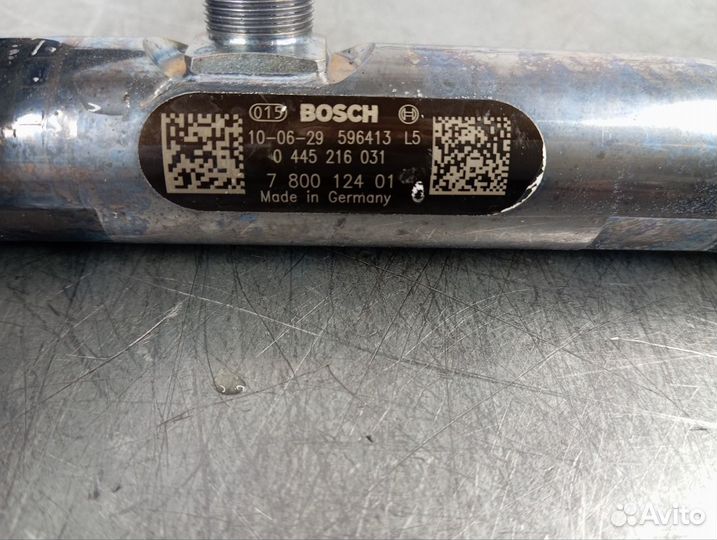 015 BOSCH
10-06-29 596413 L5
0 445 216 031
7 800 124 01
Made in Germany
Avito